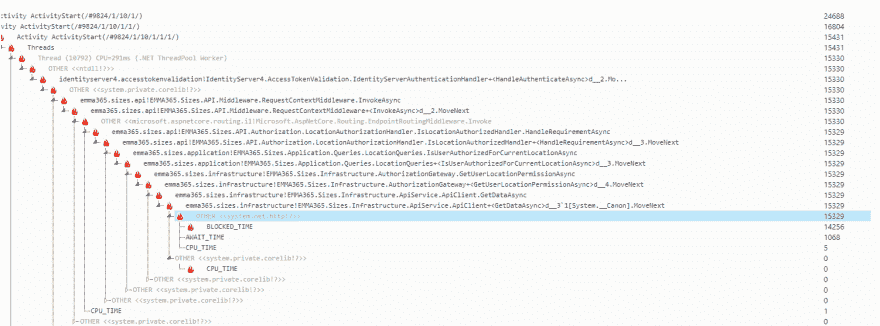 ctivity ActivityStart(/#9824/1/10/1/) 24688
vity ActivityStart(/#9824/1/10/1/1/) 16804
Activity ActivityStart(/#9824/1/10/1/1/1/) 15431
Threads 15431
Thread (10792) CPU=291ms (.NET ThreadPool Worker) 15330
OTHER <<ntdll!?>> 15330
identityserver4.accesstokenvalidation!IdentityServer4.AccessTokenValidation.IdentityServerAuthenticationHandler+<HandleAuthenticateAsync>d__2.Mo... 15330
OTHER <<system.private.corelib!?>> 15330
emma365.sizes.api!EMMA365.Sizes.API.Middleware.RequestContextMiddleware.InvokeAsync 15330
emma365.sizes.api!EMMA365.Sizes.API.Middleware.RequestContextMiddleware+<InvokeAsync>d__2.MoveNext 15330
OTHER <<microsoft.aspnetcore.routing.il!Microsoft.AspNetCore.Routing.EndpointRoutingMiddleware.Invoke 15330
emma365.sizes.api!EMMA365.Sizes.API.Authorization.LocationAuthorizationHandler.IsLocationAuthorizedHandler.HandleRequirementAsync 15329
emma365.sizes.api!EMMA365.Sizes.API.Authorization.LocationAuthorizationHandler.IsLocationAuthorizedHandler+<HandleRequirementAsync>d__3.MoveNext 15329
emma365.sizes.application!EMMA365.Sizes.Application.Queries.LocationQueries.IsUserAuthorizedForCurrentLocationAsync 15329
emma365.sizes.application!EMMA365.Sizes.Application.Queries.LocationQueries+<IsUserAuthorizedForCurrentLocationAsync>d__3.MoveNext 15329
emma365.sizes.infrastructure!EMMA365.Sizes.Infrastructure.AuthorizationGateway.GetUserLocationPermissionAsync 15329
emma365.sizes.infrastructure!EMMA365.Sizes.Infrastructure.AuthorizationGateway+<GetUserLocationPermissionAsync>d__4.MoveNext 15329
emma365.sizes.infrastructure!EMMA365.Sizes.Infrastructure.ApiService.ApiClient.GetDataAsync 15329
emma365.sizes.infrastructure!EMMA365.Sizes.Infrastructure.ApiService.ApiClient+<GetDataAsync>d__3`1[System.__Canon].MoveNext 15329
OTHER <<system.net.http!?>> 15329
BLOCKED_TIME 14256
AWAIT_TIME 1068
CPU_TIME 5
OTHER <<system.private.corelib!?>> 0
CPU_TIME 0
OTHER <<system.private.corelib!?>> 0
OTHER <<system.private.corelib!?>> 0
OTHER <<system.private.corelib!?>> 0
CPU_TIME 1
OTHER <<system.private.corelib!?>> 0